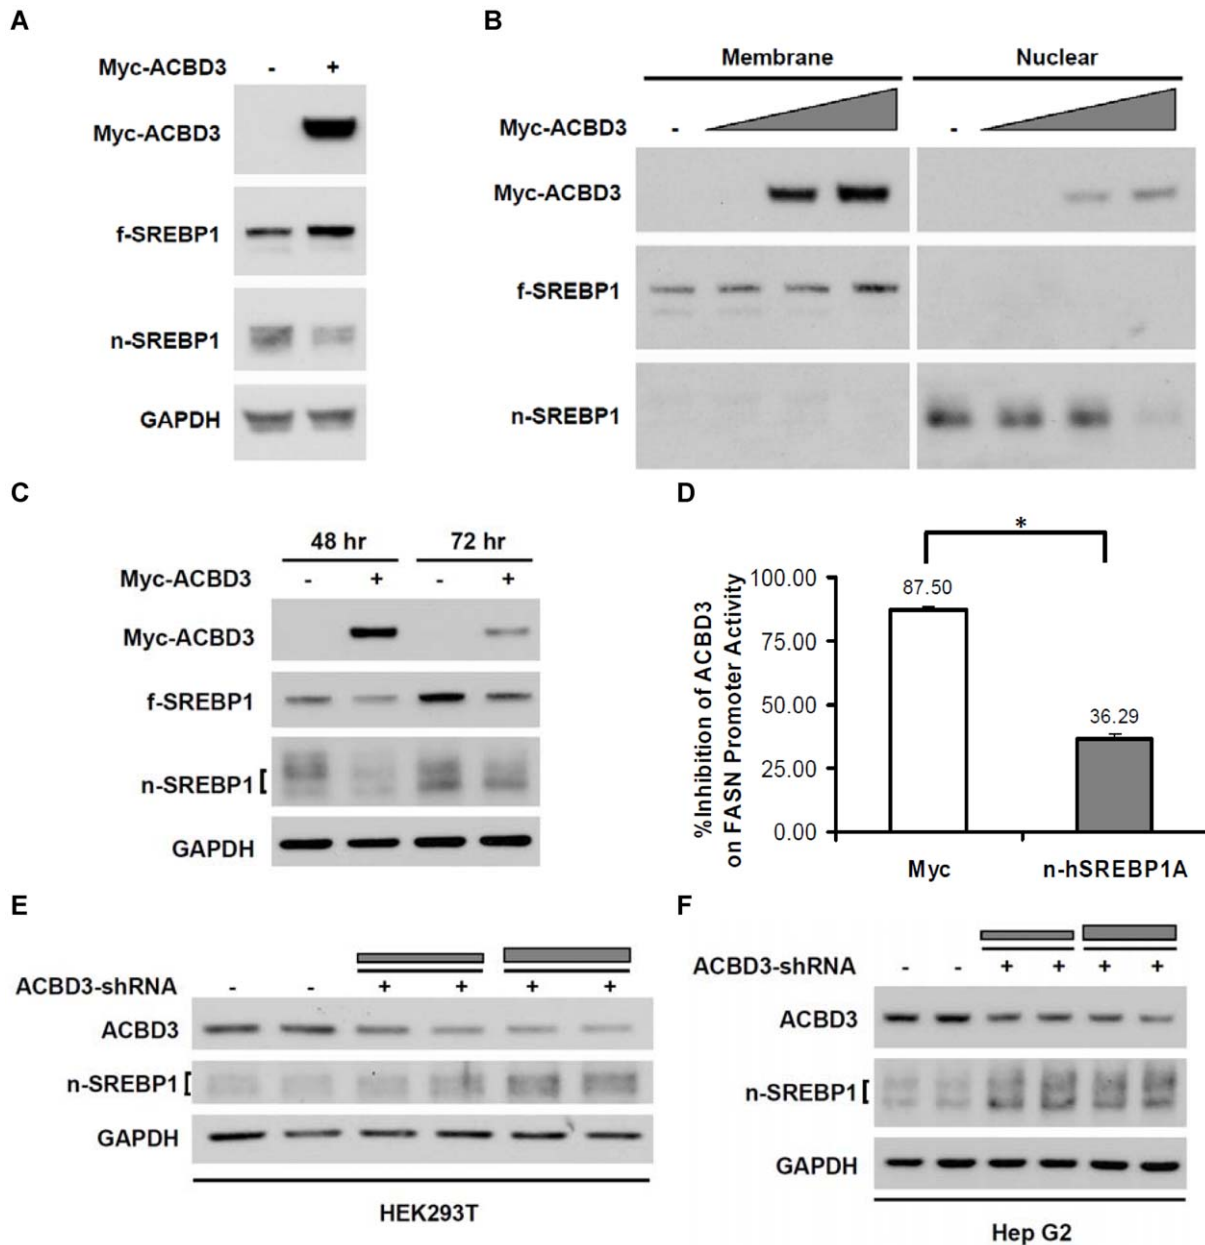 A
Myc-ACBD3 - +
Myc-ACBD3
f-SREBP1
n-SREBP1
GAPDH
B
Membrane Nuclear
Myc-ACBD3 - -
Myc-ACBD3
f-SREBP1
n-SREBP1
C
48 hr 72 hr
Myc-ACBD3 - + - +
Myc-ACBD3
f-SREBP1
n-SREBP1 [
GAPDH
D
*
%Inhibition of ACBD3
on FASN Promoter Activity
100.00
75.00
50.00
25.00
0.00
87.50
36.29
Myc n-hSREBP1A
E
ACBD3-shRNA - - + + + +
ACBD3
n-SREBP1 [
GAPDH
HEK293T
F
ACBD3-shRNA - - + + + +
ACBD3
n-SREBP1 [
GAPDH
Hep G2